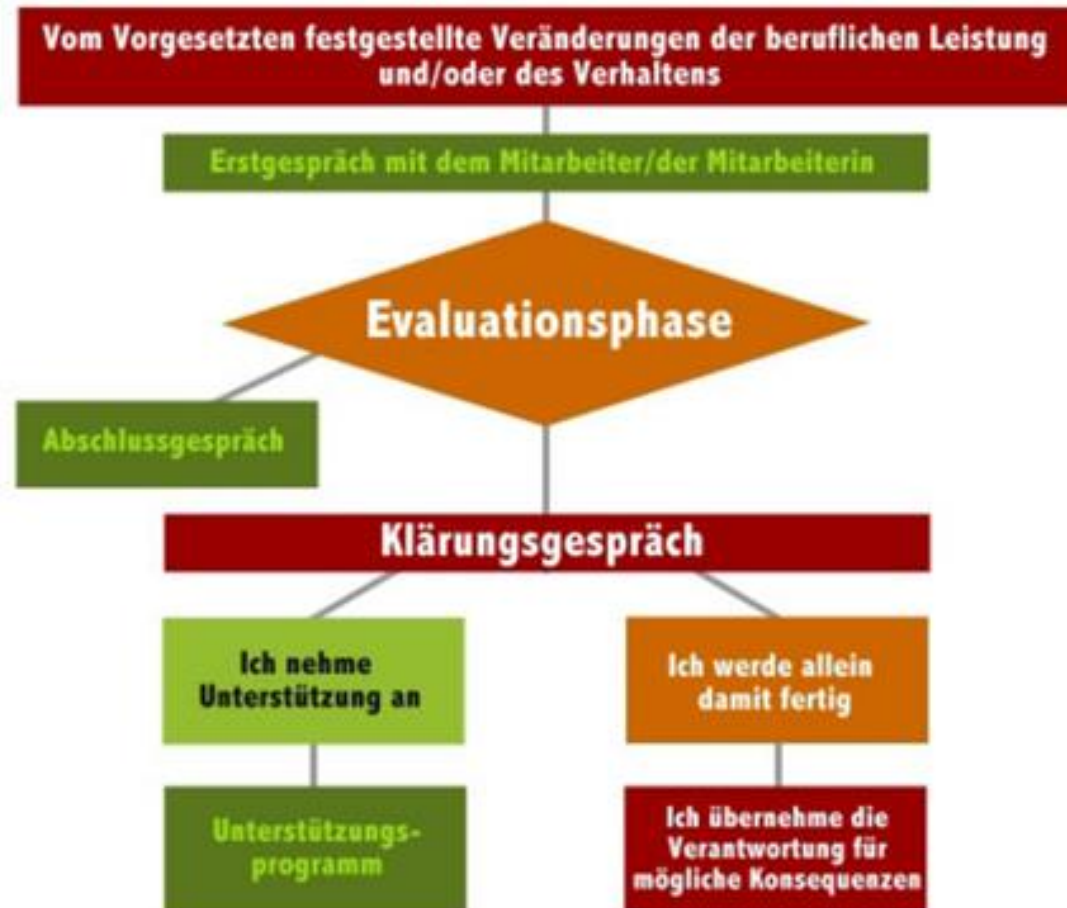 Vom Vorgesetzten festgestellte Veränderungen der beruflichen Leistung
und/oder des Verhaltens
Erstgespräch mit dem Mitarbeiter/der Mitarbeiterin
Evaluationsphase
Abschlussgespräch
Klärungsgespräch
Ich nehme
Unterstützung an
Ich werde allein
damit fertig
Unterstützungs-
programm
Ich übernehme die
Verantwortung für
mögliche Konsequenzen